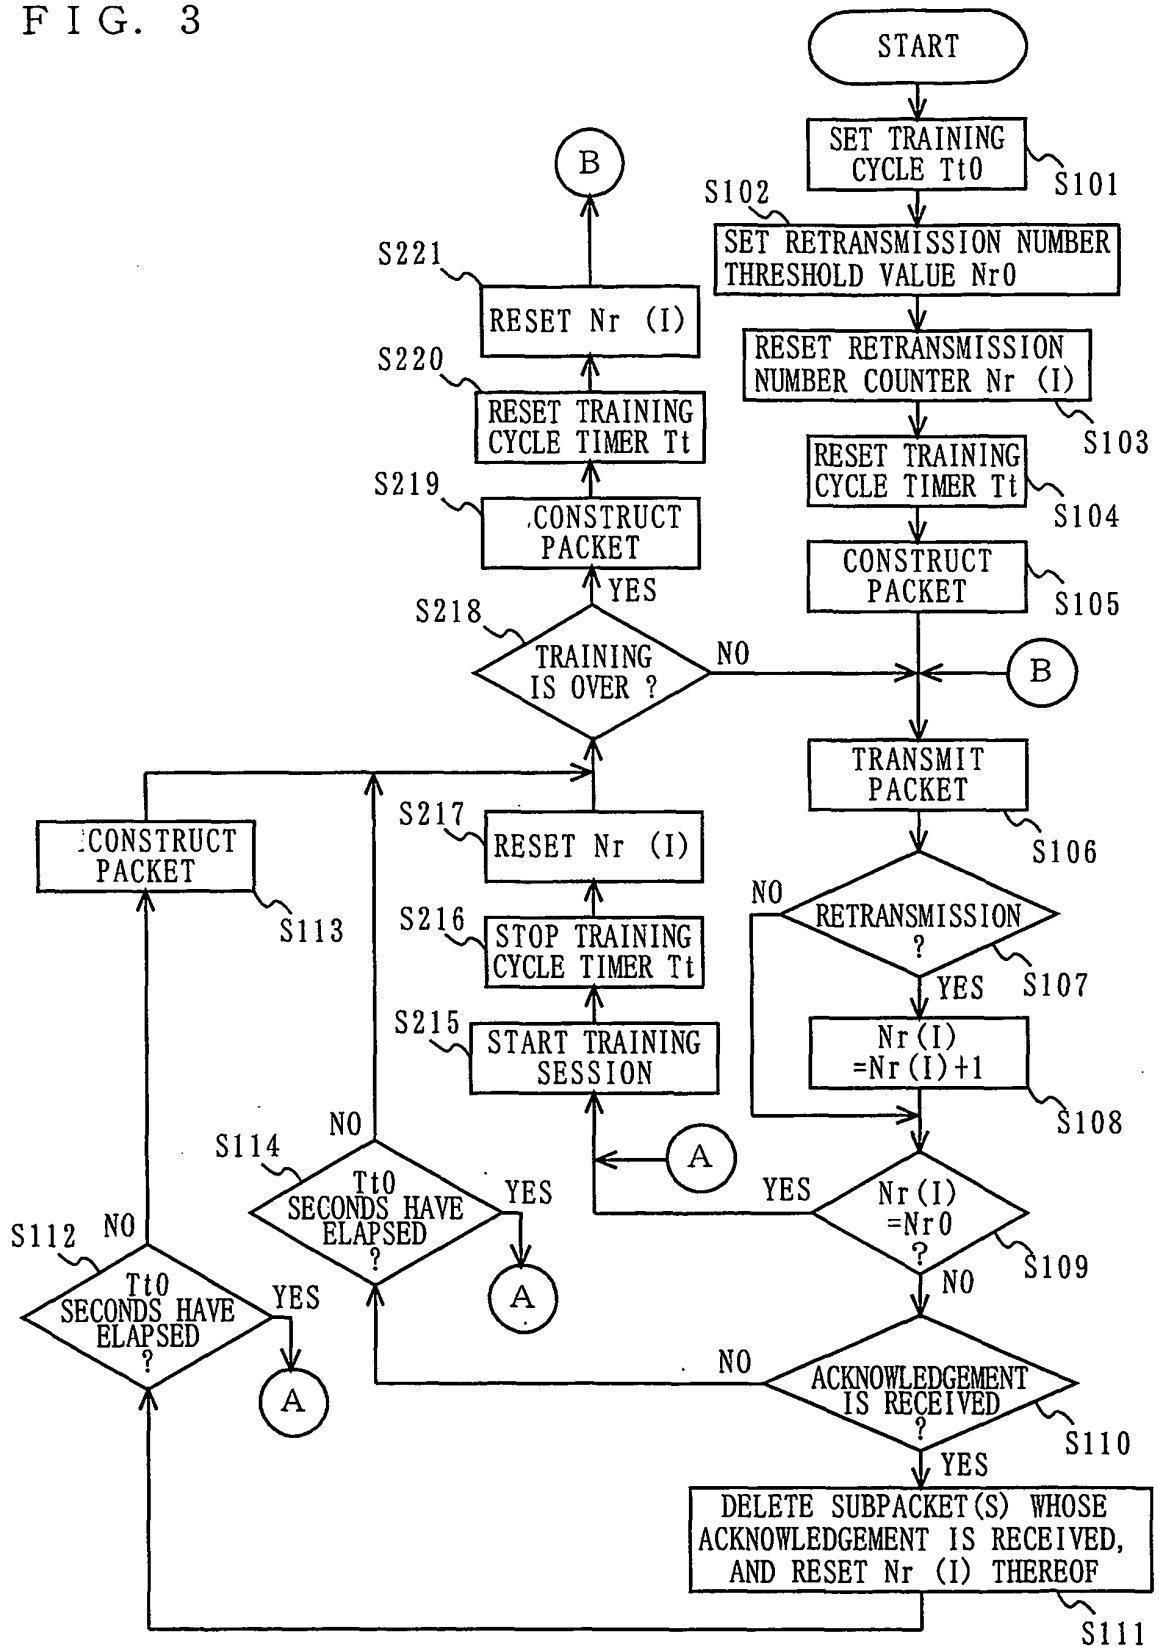 FIG. 3
START
SET TRAINING
CYCLE Tt0
S101
S102
SET RETRANSMISSION NUMBER
THRESHOLD VALUE Nr0
RESET RETRANSMISSION
NUMBER COUNTER Nr (I)
S103
RESET TRAINING
CYCLE TIMER Tt
S104
CONSTRUCT
PACKET
S105
B
TRANSMIT
PACKET
S106
RETRANSMISSION
?
S107
NO
YES
Nr(I)
=Nr(I)+1
S108
Nr(I)
=Nr0
?
S109
YES
NO
ACKNOWLEDGEMENT
IS RECEIVED
?
S110
NO
YES
DELETE SUBPACKET(S) WHOSE
ACKNOWLEDGEMENT IS RECEIVED,
AND RESET Nr (I) THEREOF
S111
B
S221
RESET Nr (I)
S220
RESET TRAINING
CYCLE TIMER Tt
S219
CONSTRUCT
PACKET
YES
S218
TRAINING
IS OVER ?
NO
S217
RESET Nr (I)
S216
STOP TRAINING
CYCLE TIMER Tt
S215
START TRAINING
SESSION
A
CONSTRUCT
PACKET
S113
NO
S114
Tt0
SECONDS HAVE
ELAPSED
?
YES
A
NO
S112
Tt0
SECONDS HAVE
ELAPSED
?
YES
A